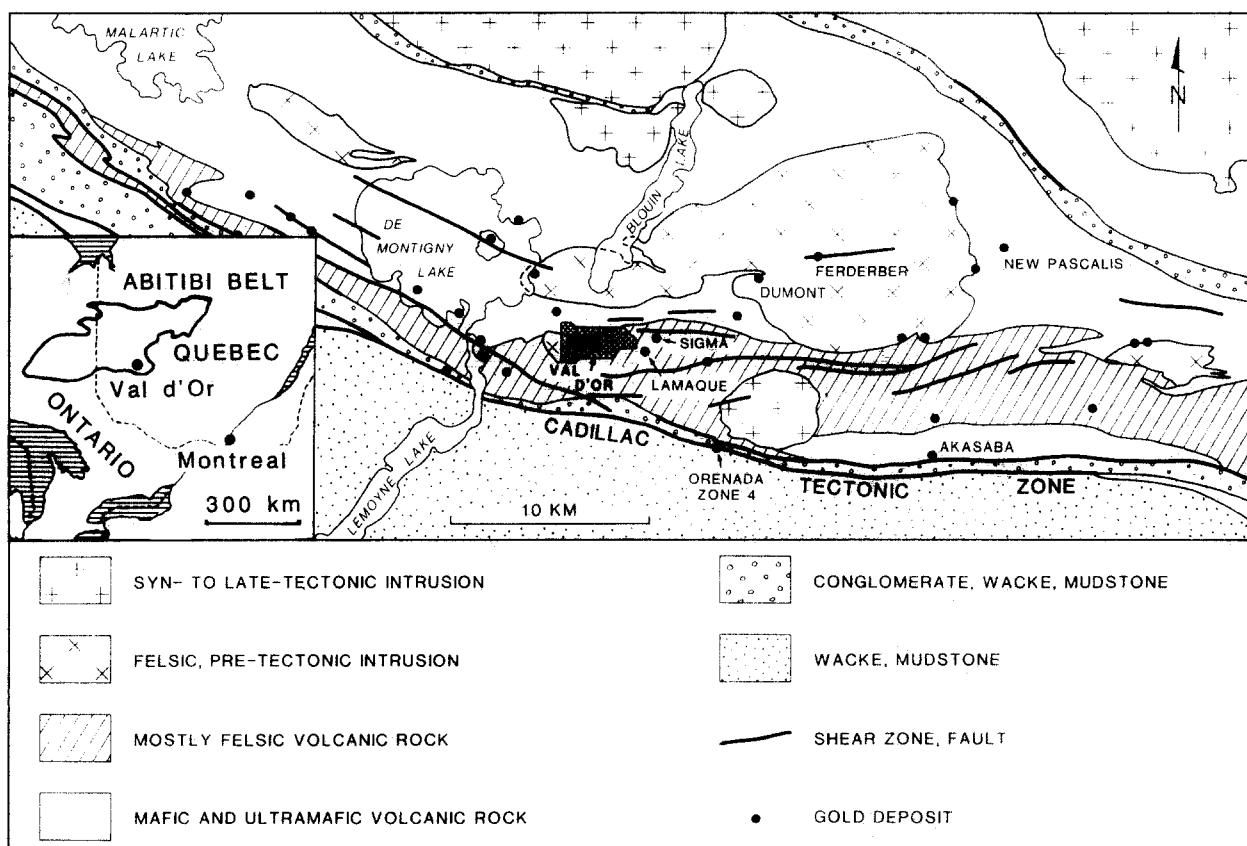 MALARTIC
LAKE
N
BLOUIN LAKE
DE
MONTIGNY
LAKE
FERDERBER
NEW PASCALIS
DUMONT
SIGMA
VAL
D'OR
LAMAQUE
CADILLAC
AKASABA
ORENADA
ZONE 4
TECTONIC
ZONE
LEMOYNE LAKE
10 KM
ABITIBI BELT
QUEBEC
Val d'Or
ONTARIO
Montreal
300 km
SYN- TO LATE-TECTONIC INTRUSION
FELSIC, PRE-TECTONIC INTRUSION
MOSTLY FELSIC VOLCANIC ROCK
MAFIC AND ULTRAMAFIC VOLCANIC ROCK
CONGLOMERATE, WACKE, MUDSTONE
WACKE, MUDSTONE
SHEAR ZONE, FAULT
GOLD DEPOSIT